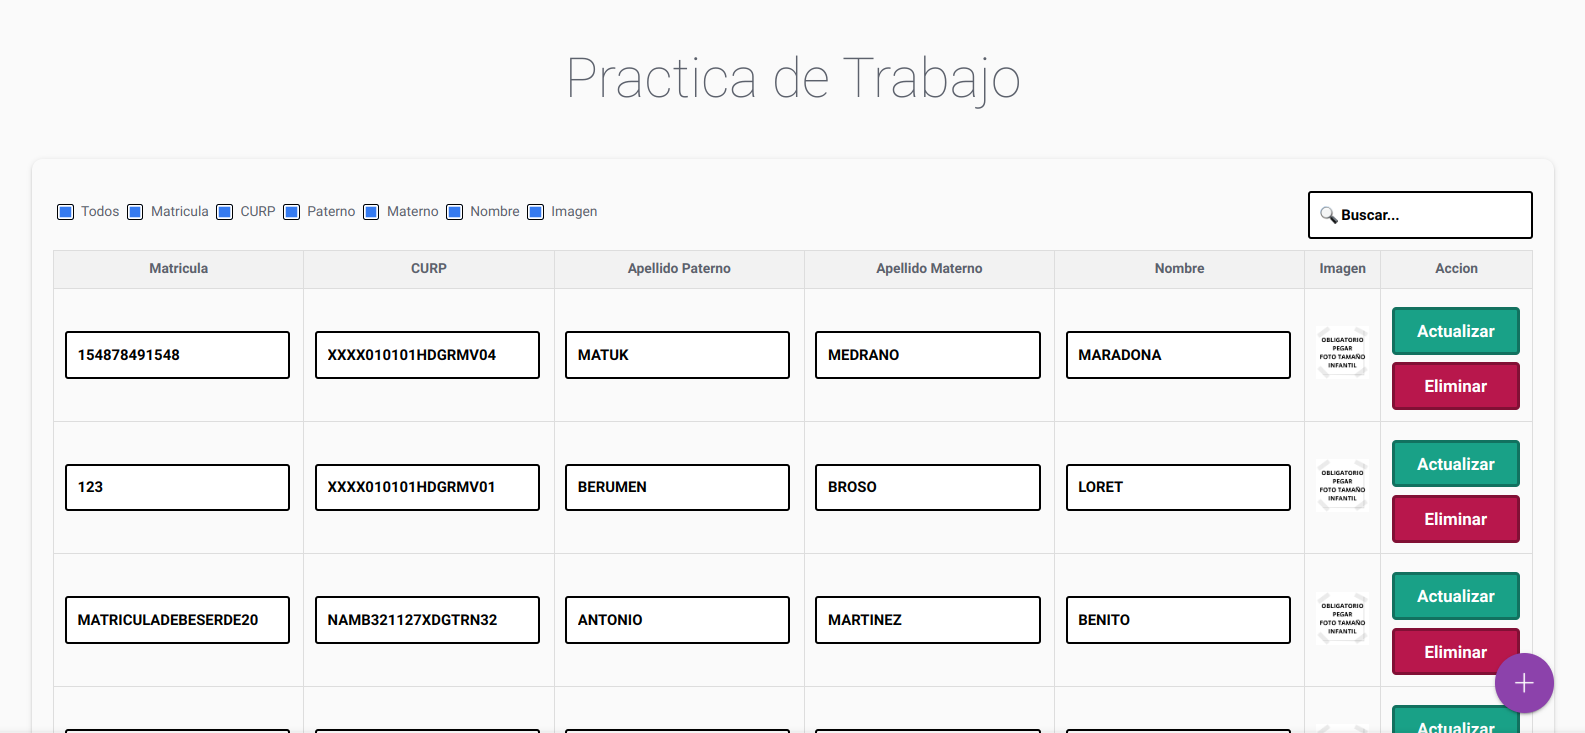 Practica de Trabajo
Todos Matricula CURP Paterno Materno Nombre Imagen
Buscar...
Matricula CURP Apellido Paterno Apellido Materno Nombre Imagen Accion
154878491548 XXXX010101HDGRMV04 MATUK MEDRANO MARADONA
OBLIGATORIO
PEGAR
FOTO TAMAÑO
INFANTIL
Actualizar
Eliminar
123 XXXX010101HDGRMV01 BERUMEN BROSO LORET
OBLIGATORIO
PEGAR
FOTO TAMAÑO
INFANTIL
Actualizar
Eliminar
MATRICULADEBESERDE20 NAMB321127XDGTRN32 ANTONIO MARTINEZ BENITO
OBLIGATORIO
PEGAR
FOTO TAMAÑO
INFANTIL
Actualizar
Eliminar
+
Actualizar